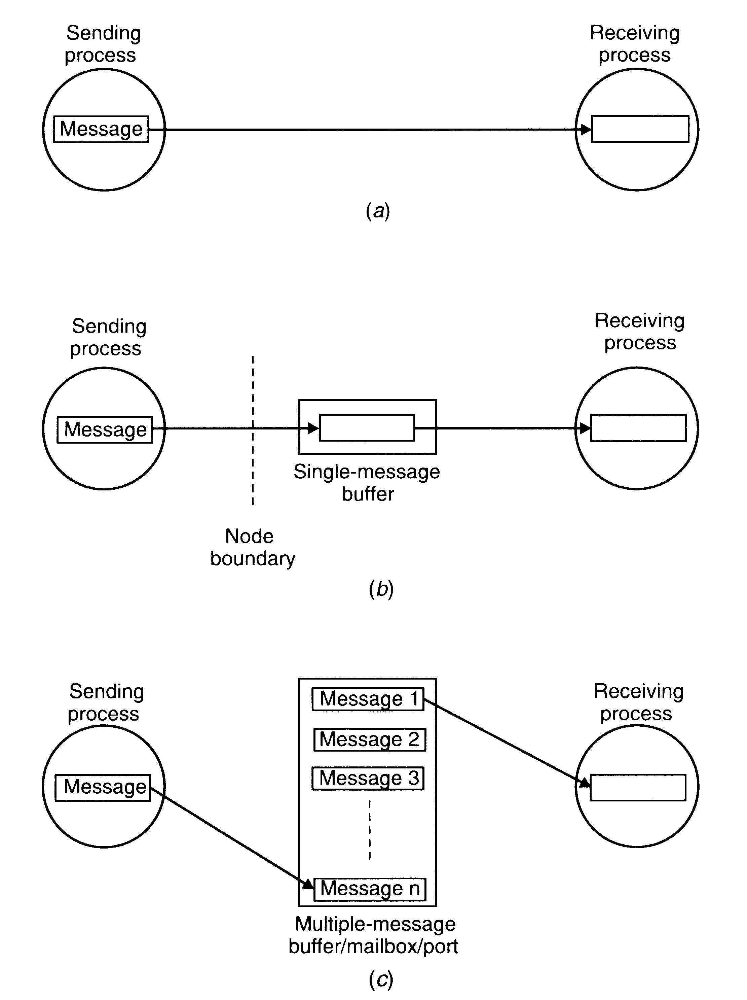 Sending
process
Receiving
process
Message
(a)
Sending
process
Receiving
process
Message
Single-message
buffer
Node
boundary
(b)
Sending
process
Message 1
Message 2
Message 3
Message n
Receiving
process
Message
Multiple-message
buffer/mailbox/port
(c)